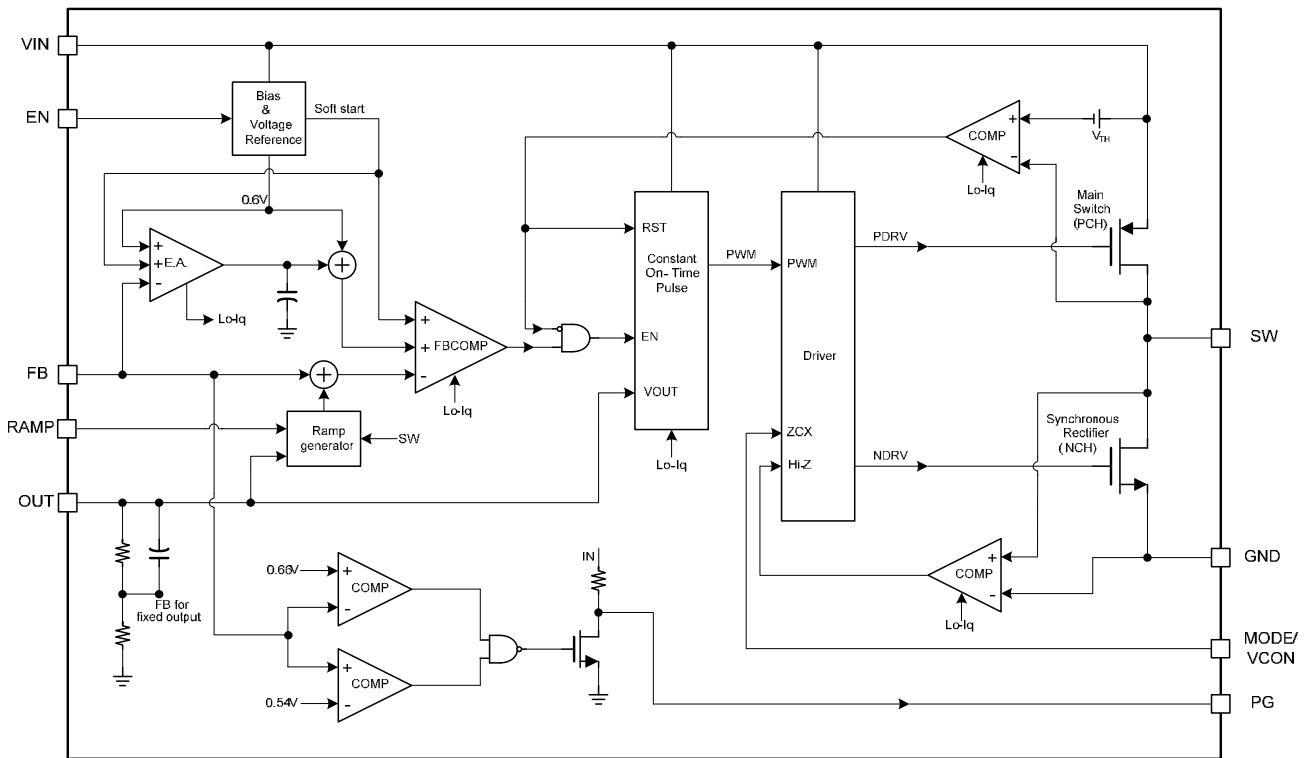 VIN
EN
Bias
&
Voltage
Reference
Soft start
0.6V
+
+
-
E.A.
Lo-Iq
+
FB
RAMP
OUT
+
Ramp
generator
SW
+
+
-
FBCOMP
Lo-Iq
RST
Constant
On- Time
Pulse
EN
VOUT
Lo-Iq
PWM
PWM
Driver
ZCX
Hi-Z
PDRV
NDRV
COMP
+
-
Lo-Iq
VTH
Main
Switch
(PCH)
SW
Synchronous
Rectifier
(NCH)
COMP
+
-
Lo-Iq
GND
MODE/
VCON
PG
FB for
fixed output
0.66V
+
-
COMP
+
-
COMP
0.54V
IN